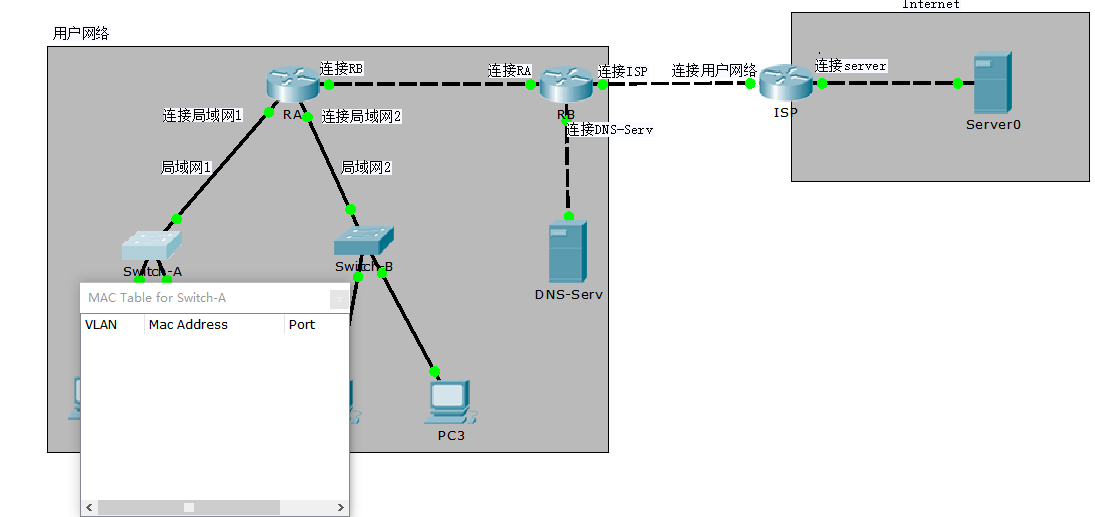 Internet
用户网络
连接RB
连接RA
连接ISP
连接用户网络
连接server
RA
RB
ISP
Server0
连接局域网1
连接局域网2
连接DNS-Serv
局域网1
局域网2
Switch-A
Switch-B
DNS-Serv
MAC Table for Switch-A
VLAN Mac Address Port
PC3